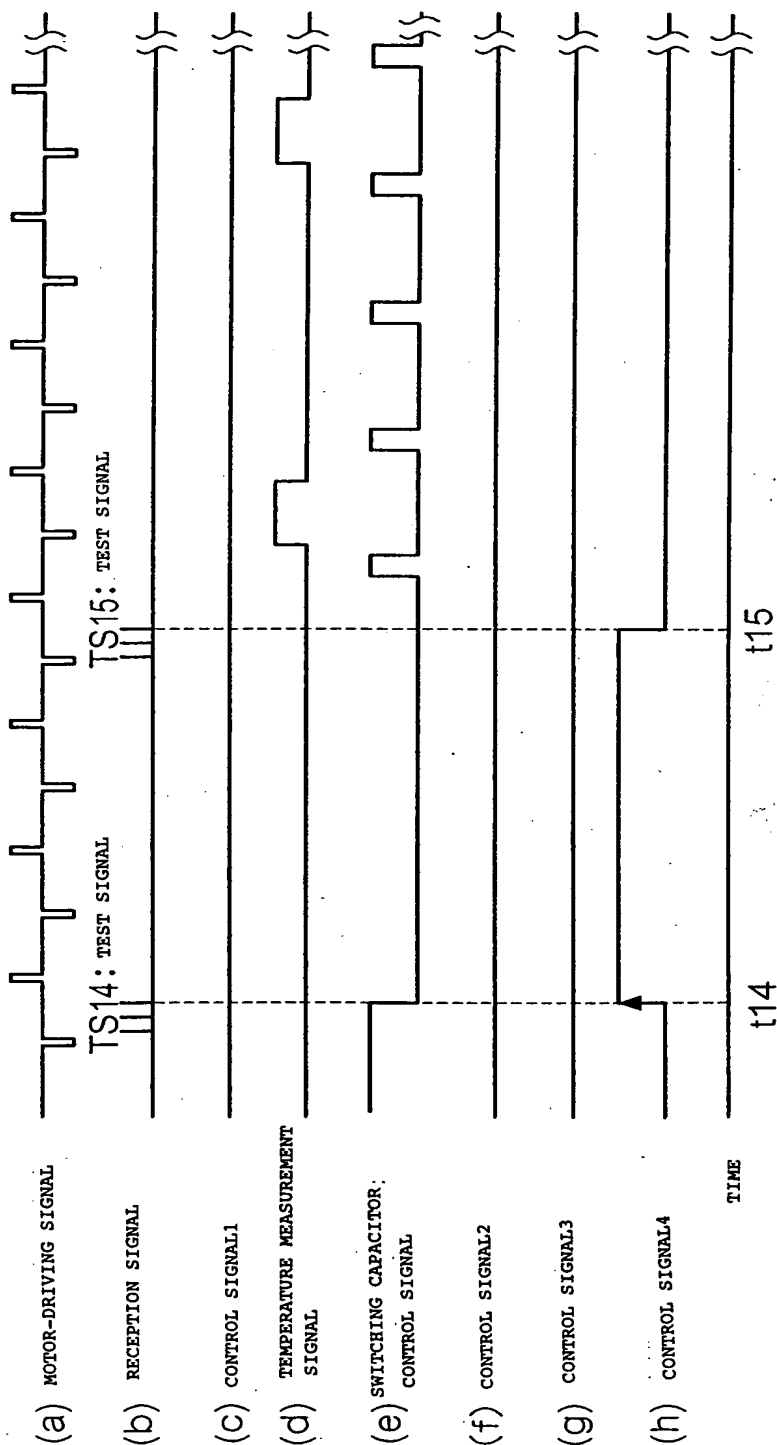 (a) MOTOR-DRIVING SIGNAL
TS14: TEST SIGNAL
TS15: TEST SIGNAL
(b) RECEPTION SIGNAL
(c) CONTROL SIGNAL1
(d) TEMPERATURE MEASUREMENT
SIGNAL
(e) SWITCHING CAPACITOR
CONTROL SIGNAL
(f) CONTROL SIGNAL2
(g) CONTROL SIGNAL3
(h) CONTROL SIGNAL4
TIME
t14
t15